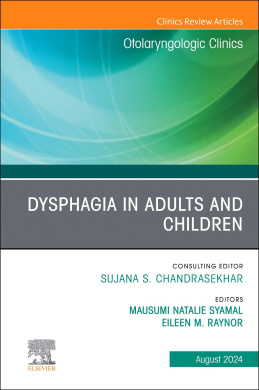 Clinics Review Articles
Otolaryngologic Clinics
DYSPHAGIA IN ADULTS AND
CHILDREN
CONSULTING EDITOR
SUJANA S. CHANDRASEKHAR
EDITORS
MAUSUMI NATALIE SYAMAL
EILEEN M. RAYNOR
ELSEVIER
August 2024